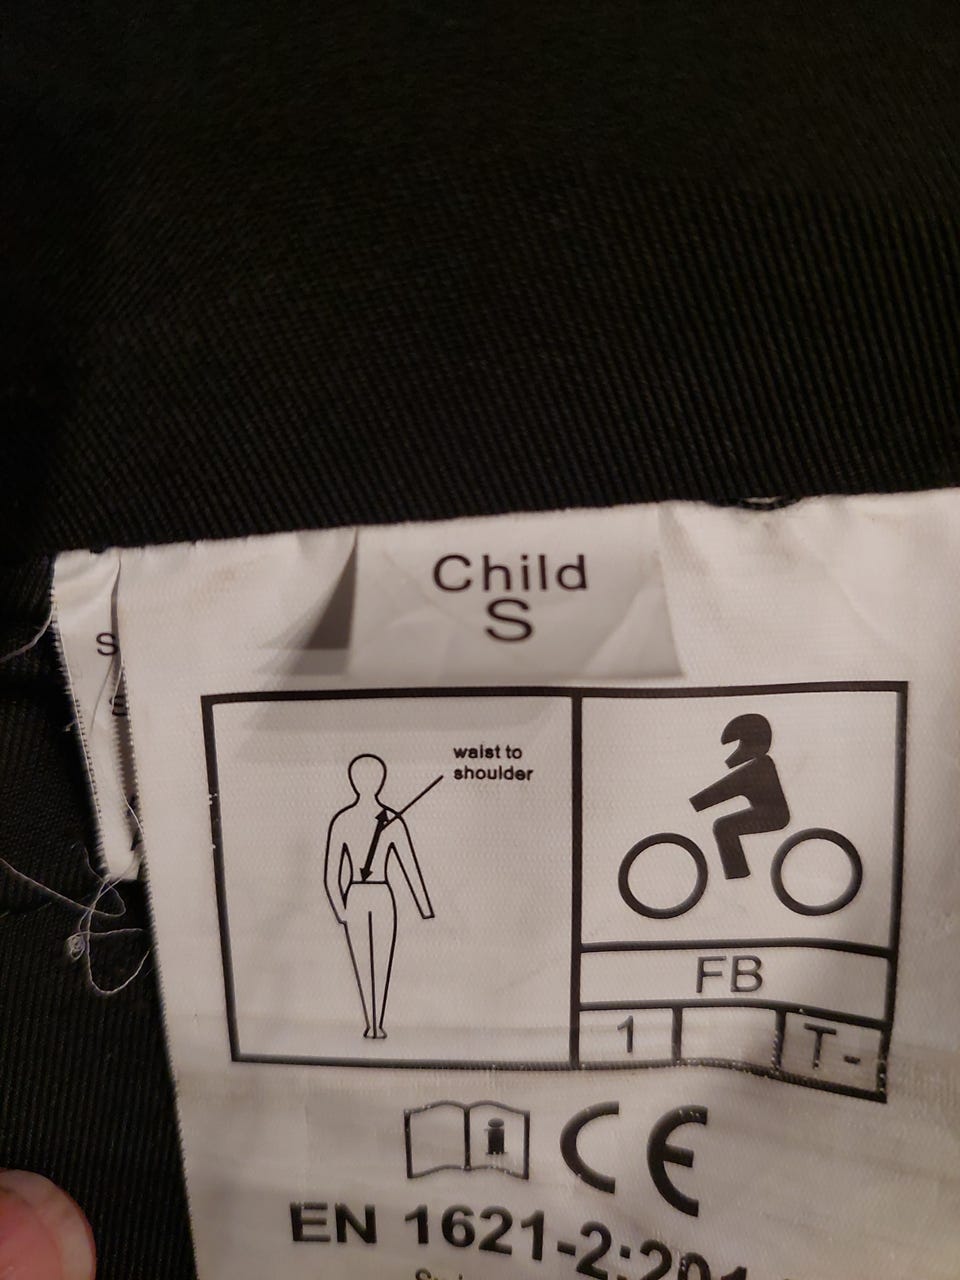 Child
S
S
waist to
shoulder
FB
1
T-
i
CE
EN 1621-2:201